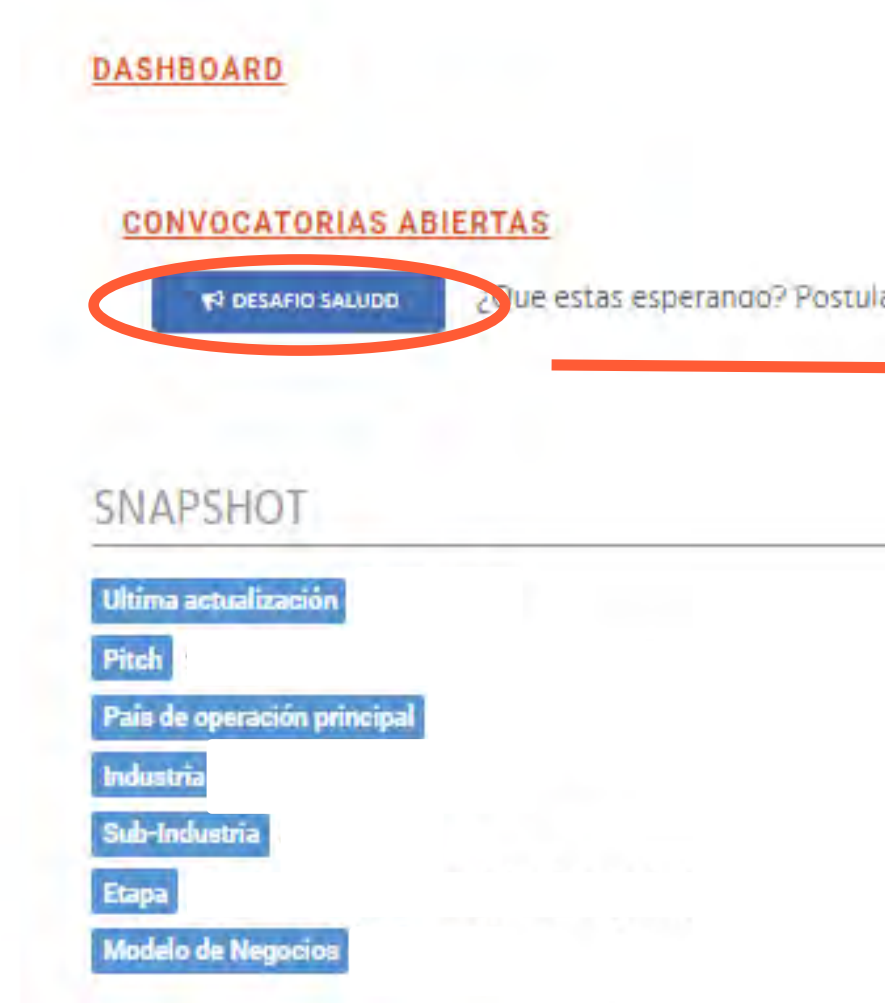 DASHBOARD
CONVOCATORIAS ABIERTAS
DESAFIO SALUDO ¿Que estas esperando? Postula
SNAPSHOT
Ultima actualización
Pitch
País de operación principal
Industria
Sub-Industria
Etapa
Modelo de Negocios